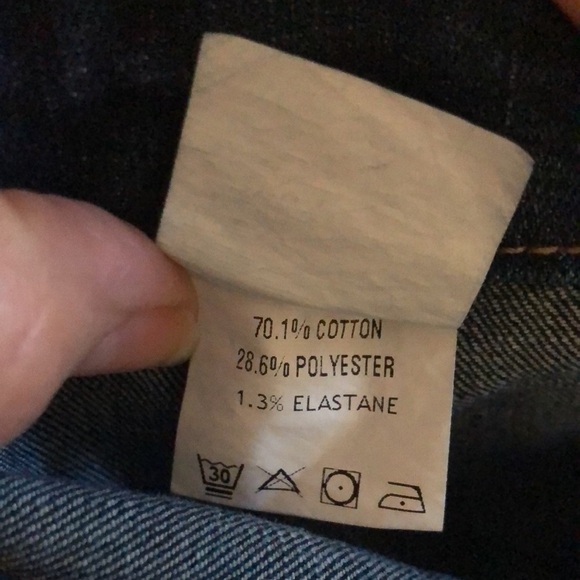 70.1% COTTON
28.6% POLYESTER
1.3% ELASTANE
30